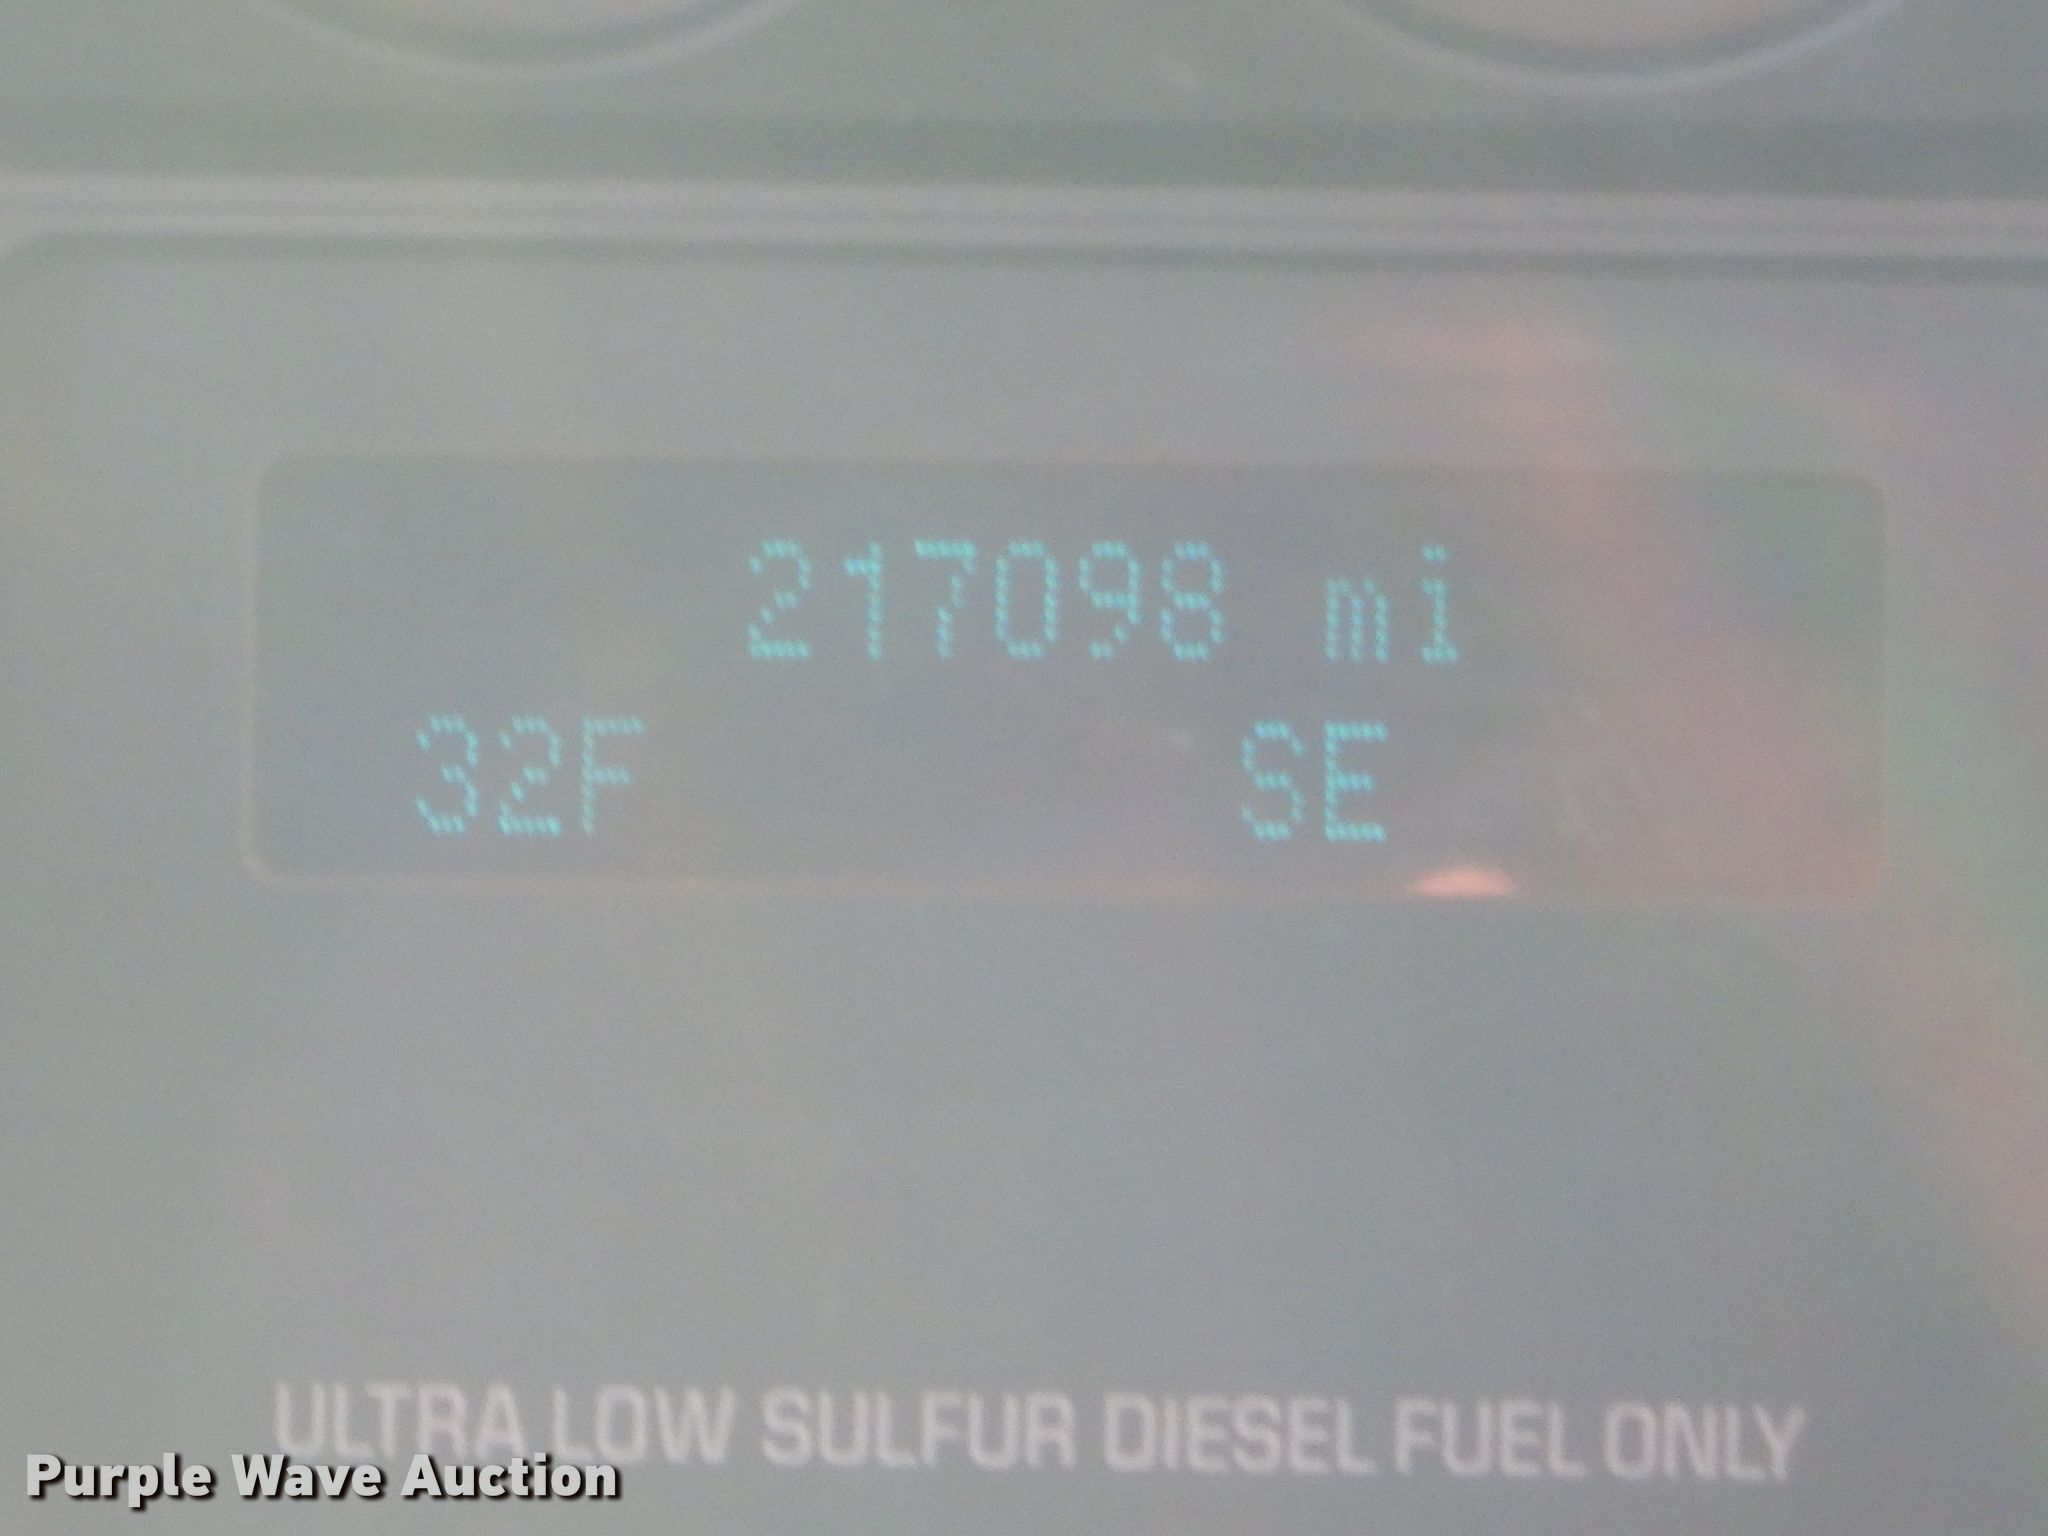 217098 mi
32F SE
ULTRA LOW SULFUR DIESEL FUEL ONLY
Purple Wave Auction